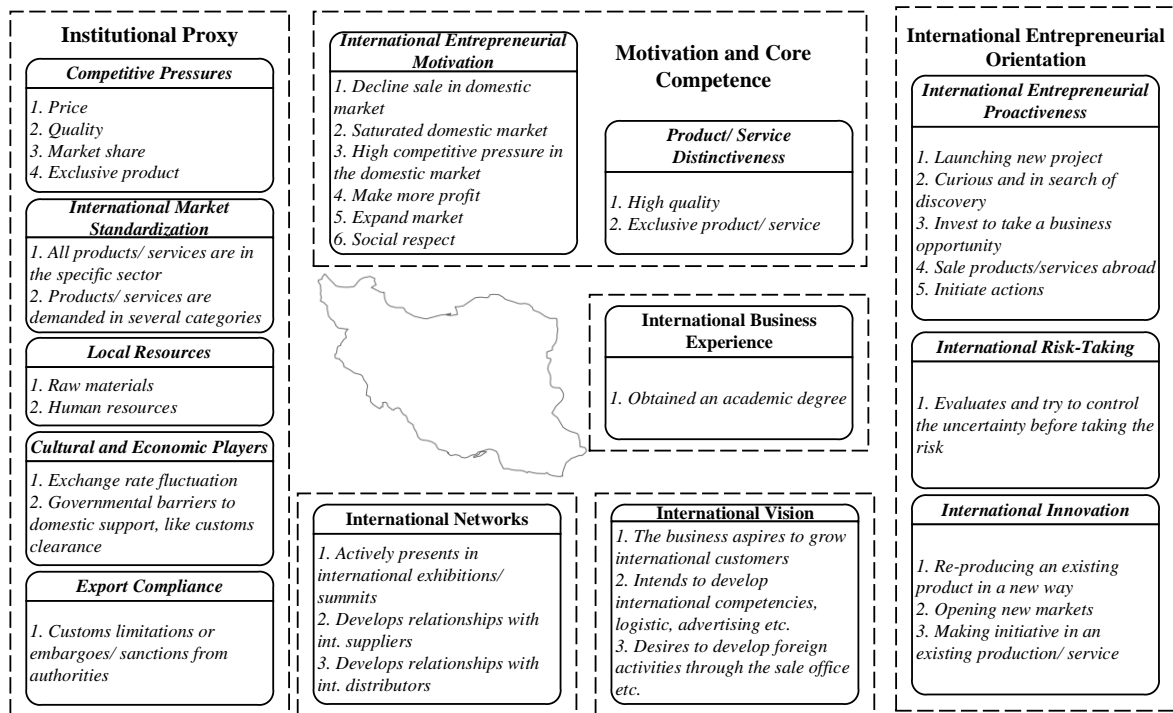 Institutional Proxy
Competitive Pressures
1. Price
2. Quality
3. Market share
4. Exclusive product
International Market
Standardization
1. All products/ services are in
the specific sector
2. Products/ services are
demanded in several categories
Local Resources
1. Raw materials
2. Human resources
Cultural and Economic Players
1. Exchange rate fluctuation
2. Governmental barriers to
domestic support, like customs
clearance
Export Compliance
1. Customs limitations or
embargoes/ sanctions from
authorities
International Entrepreneurial
Motivation
1. Decline sale in domestic
market
2. Saturated domestic market
3. High competitive pressure in
the domestic market
4. Make more profit
5. Expand market
6. Social respect
Motivation and Core
Competence
Product/ Service
Distinctiveness
1. High quality
2. Exclusive product/ service
International Business
Experience
1. Obtained an academic degree
International Networks
1. Actively presents in
international exhibitions/
summits
2. Develops relationships with
int. suppliers
3. Develops relationships with
int. distributors
International Vision
1. The business aspires to grow
international customers
2. Intends to develop
international competencies,
logistic, advertising etc.
3. Desires to develop foreign
activities through the sale office
etc.
International Entrepreneurial
Orientation
International Entrepreneurial
Proactiveness
1. Launching new project
2. Curious and in search of
discovery
3. Invest to take a business
opportunity
4. Sale products/services abroad
5. Initiate actions
International Risk-Taking
1. Evaluates and try to control
the uncertainty before taking the
risk
International Innovation
1. Re-producing an existing
product in a new way
2. Opening new markets
3. Making initiative in an
existing production/ service